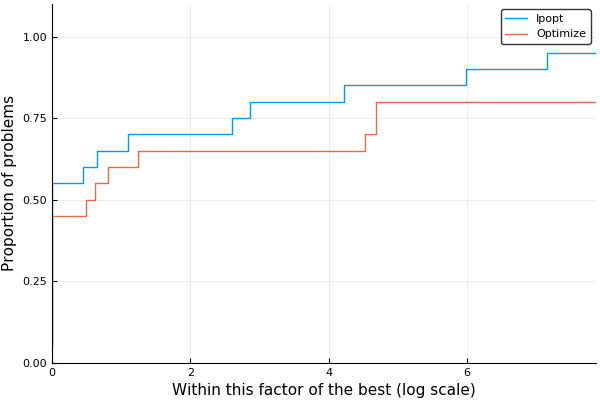 Ipopt
Optimize
1.00
0.75
0.50
0.25
0.00
0 2 4 6
Proportion of problems
Within this factor of the best (log scale)